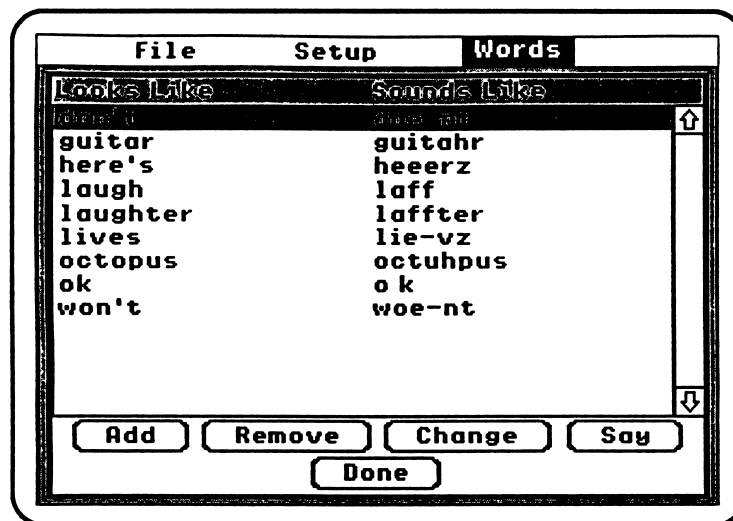 File Setup Words
Looks Like Sounds Like
guitar guitahr
here's heeerz
laugh laff
laughter laffter
lives lie-vz
octopus octuhpus
ok o k
won't woe-nt
Add Remove Change Say
Done